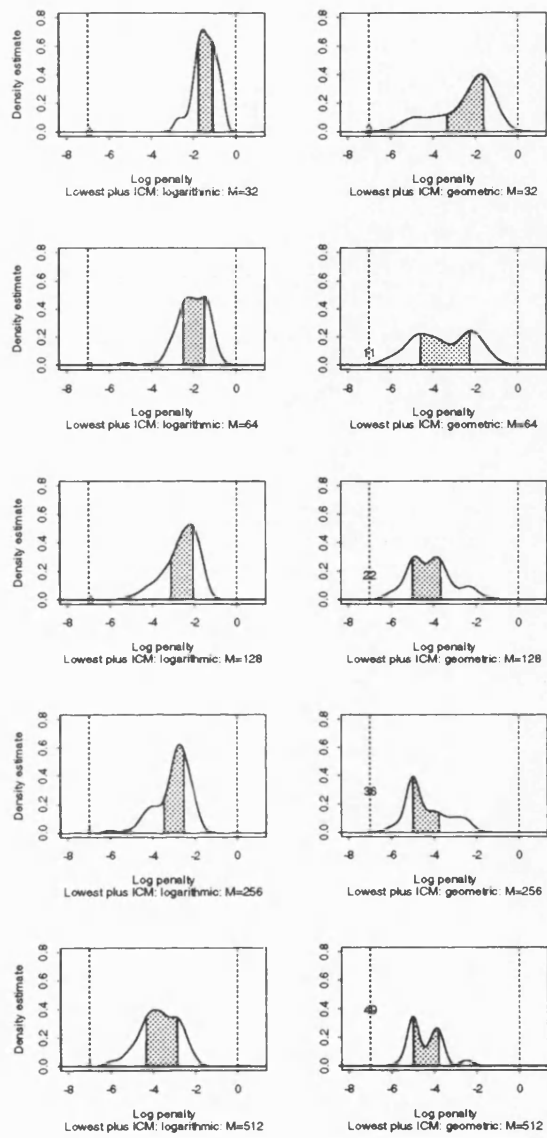 Density estimate
0.0 0.2 0.4 0.6 0.8
-8 -6 -4 -2 0
Log penalty
Lowest plus ICM: logarithmic: M=32
0.0 0.2 0.4 0.6 0.8
-8 -6 -4 -2 0
Log penalty
Lowest plus ICM: geometric: M=32
Density estimate
0.0 0.2 0.4 0.6 0.8
-8 -6 -4 -2 0
Log penalty
Lowest plus ICM: logarithmic: M=64
0.0 0.2 0.4 0.6 0.8
11
-8 -6 -4 -2 0
Log penalty
Lowest plus ICM: geometric: M=64
Density estimate
0.0 0.2 0.4 0.6 0.8
-8 -6 -4 -2 0
Log penalty
Lowest plus ICM: logarithmic: M=128
0.0 0.2 0.4 0.6 0.8
22
-8 -6 -4 -2 0
Log penalty
Lowest plus ICM: geometric: M=128
Density estimate
0.0 0.2 0.4 0.6 0.8
-8 -6 -4 -2 0
Log penalty
Lowest plus ICM: logarithmic: M=256
0.0 0.2 0.4 0.6 0.8
-8 -6 -4 -2 0
Log penalty
Lowest plus ICM: geometric: M=256
Density estimate
0.0 0.2 0.4 0.6 0.8
-8 -6 -4 -2 0
Log penalty
Lowest plus ICM: logarithmic: M=512
0.0 0.2 0.4 0.6 0.8
-8 -6 -4 -2 0
Log penalty
Lowest plus ICM: geometric: M=512